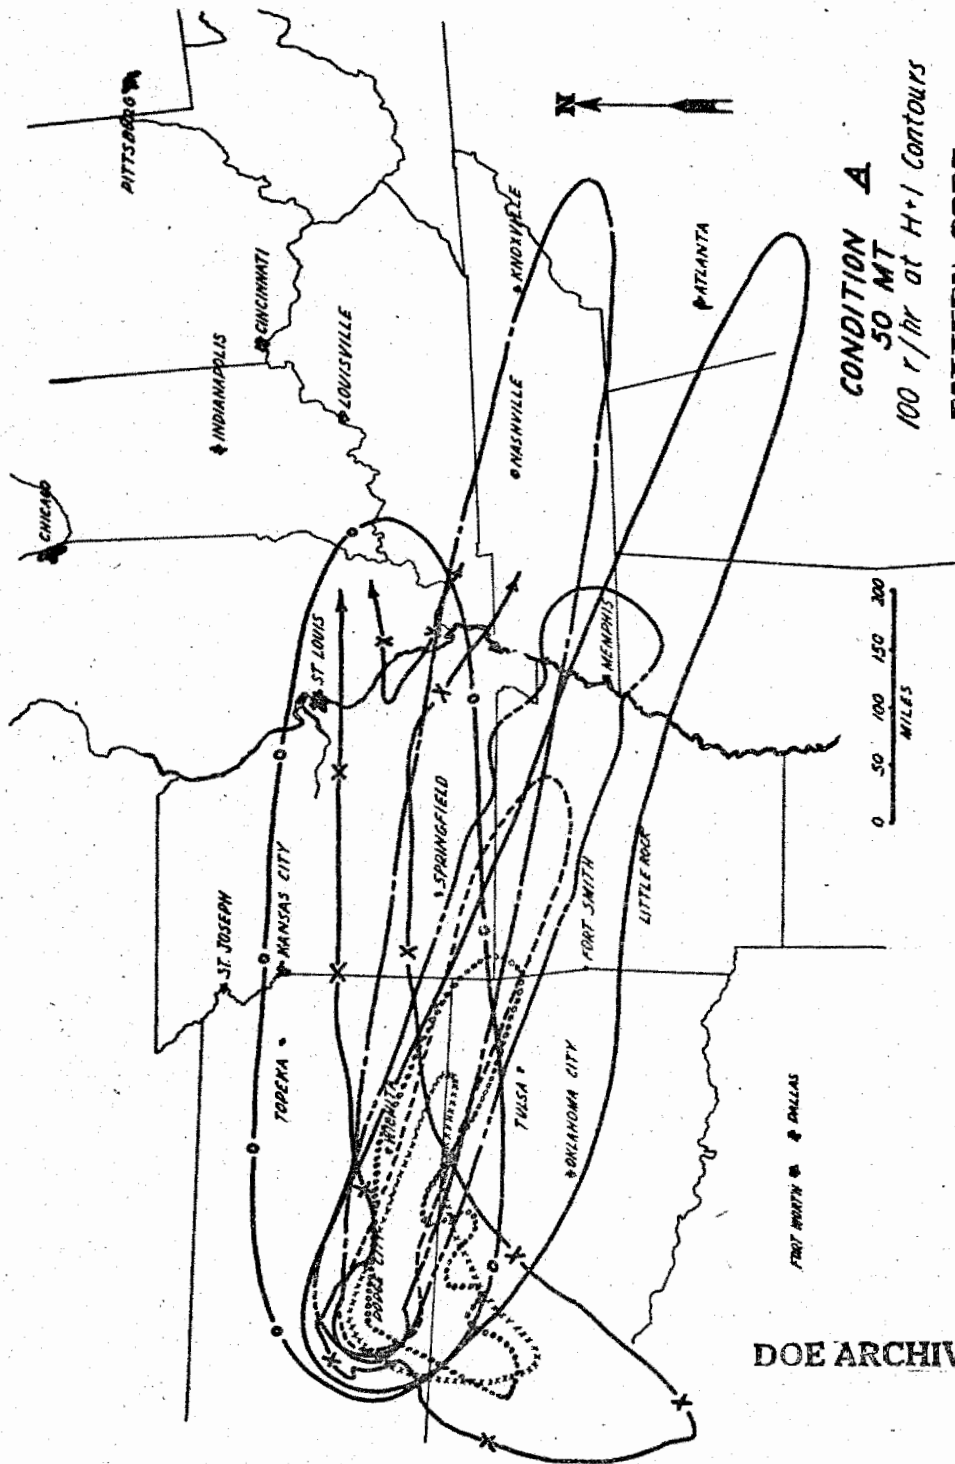 PITTSBURG
CHICAGO
INDIANAPOLIS
CINCINNATI
LOUISVILLE
N
ST. JOSEPH
KANSAS CITY
ST LOUIS
KNOXVILLE
NASHVILLE
TOPEKA
SPRINGFIELD
ATLANTA
WICHITA
DODGE CITY
MEMPHIS
TULSA
FORT SMITH
OKLAHOMA CITY
LITTLE ROCK
FORT WORTH
DALLAS
0 50 100 150 200
MILES
CONDITION A
50 MT
100 r/hr at H+1 Contours
DOE ARCHIV